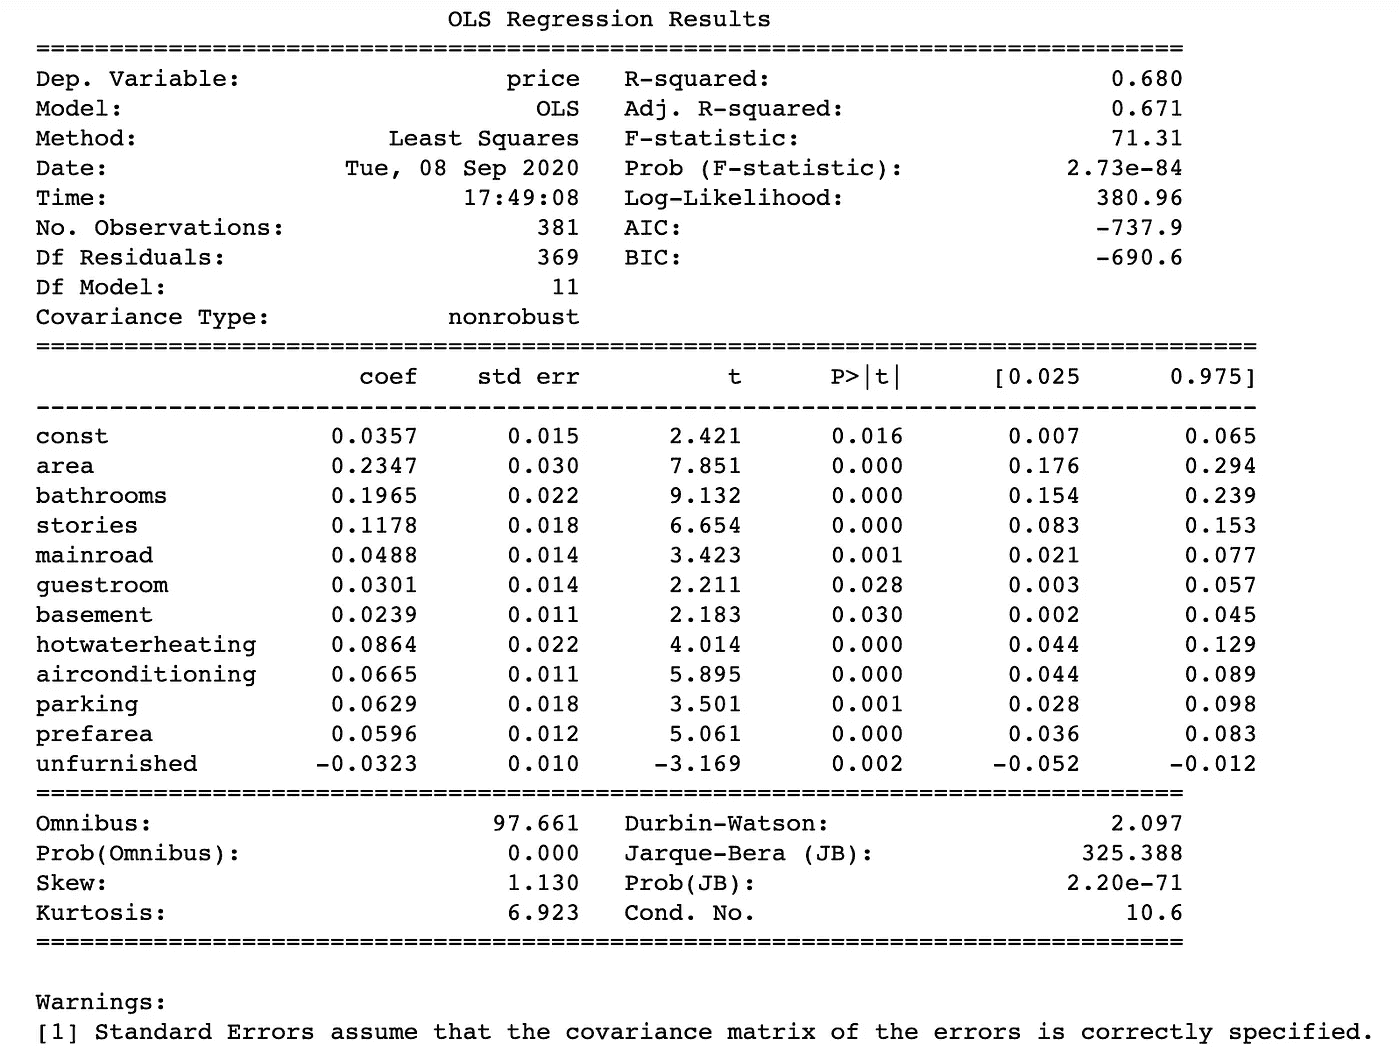 OLS Regression Results
==============================================================================
Dep. Variable:                  price   R-squared:                       0.680
Model:                            OLS   Adj. R-squared:                  0.671
Method:                 Least Squares   F-statistic:                     71.31
Date:                Tue, 08 Sep 2020   Prob (F-statistic):           2.73e-84
Time:                        17:49:08   Log-Likelihood:                 380.96
No. Observations:                 381   AIC:                            -737.9
Df Residuals:                     369   BIC:                            -690.6
Df Model:                          11
Covariance Type:            nonrobust
===================================================================================
                      coef    std err          t      P>|t|      [0.025      0.975]
-----------------------------------------------------------------------------------
const               0.0357      0.015      2.421      0.016       0.007       0.065
area                0.2347      0.030      7.851      0.000       0.176       0.294
bathrooms           0.1965      0.022      9.132      0.000       0.154       0.239
stories             0.1178      0.018      6.654      0.000       0.083       0.153
mainroad            0.0488      0.014      3.423      0.001       0.021       0.077
guestroom           0.0301      0.014      2.211      0.028       0.003       0.057
basement            0.0239      0.011      2.183      0.030       0.002       0.045
hotwaterheating     0.0864      0.022      4.014      0.000       0.044       0.129
airconditioning     0.0665      0.011      5.895      0.000       0.044       0.089
parking             0.0629      0.018      3.501      0.001       0.028       0.098
prefarea            0.0596      0.012      5.061      0.000       0.036       0.083
unfurnished        -0.0323      0.010     -3.169      0.002      -0.052      -0.012
==============================================================================
Omnibus:                       97.661   Durbin-Watson:                   2.097
Prob(Omnibus):                  0.000   Jarque-Bera (JB):              325.388
Skew:                           1.130   Prob(JB):                     2.20e-71
Kurtosis:                       6.923   Cond. No.                         10.6
==============================================================================
Warnings:
[1] Standard Errors assume that the covariance matrix of the errors is correctly specified.